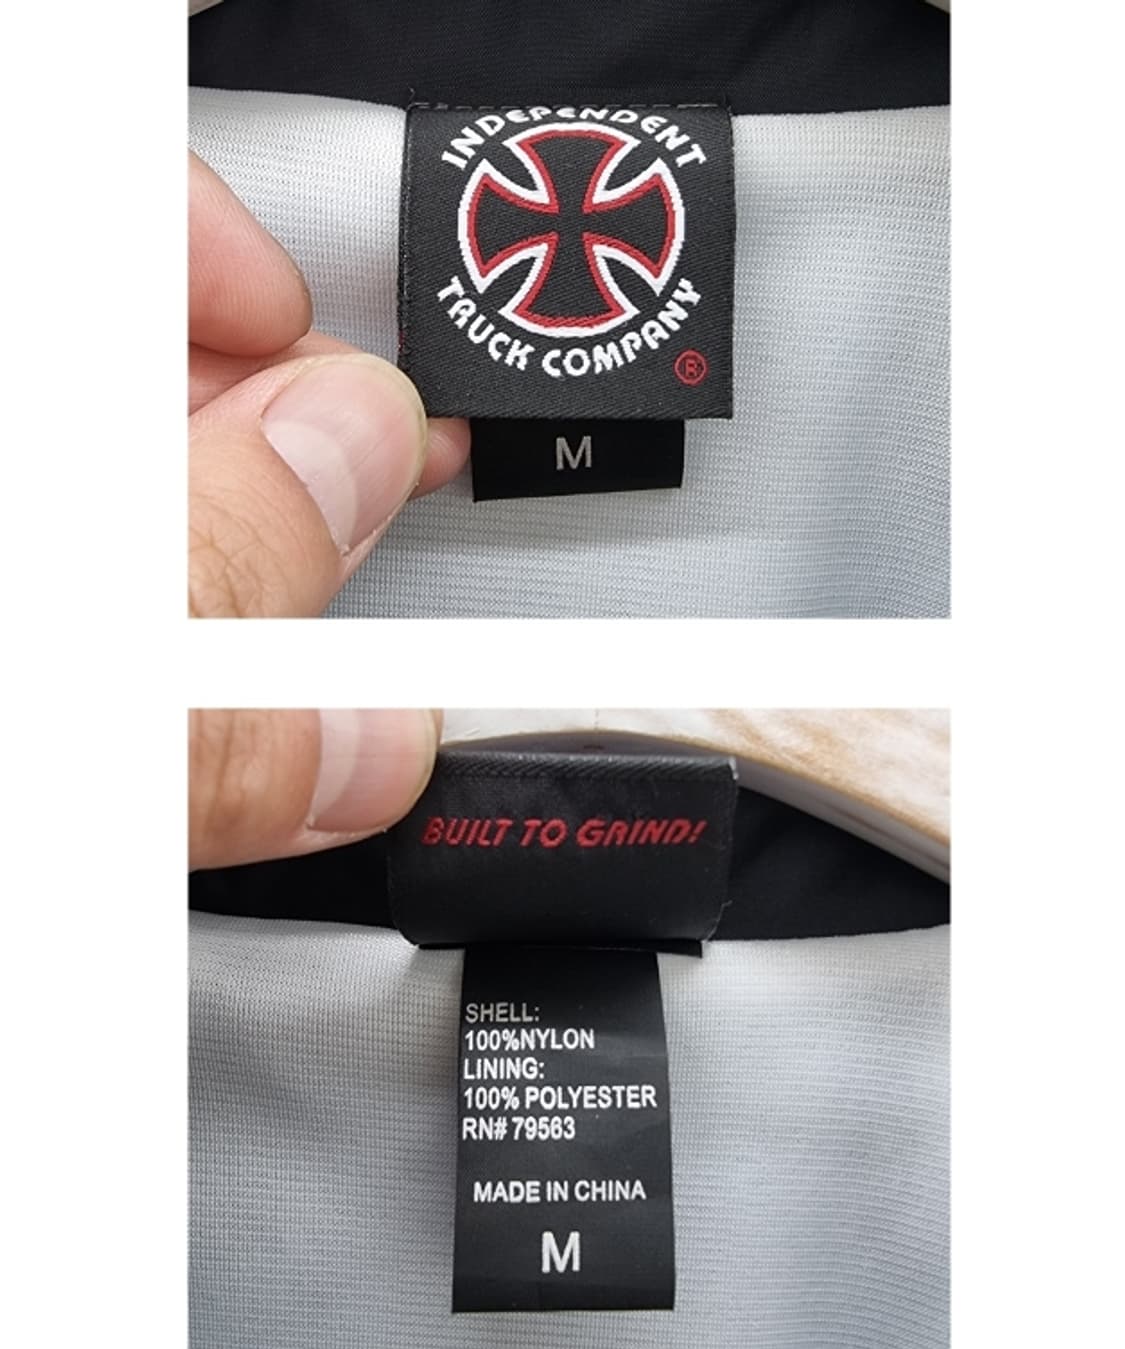 INDEPENDENT
TRUCK COMPANY
®
M
BUILT TO GRIND!
SHELL:
100%NYLON
LINING:
100% POLYESTER
RN# 79563
MADE IN CHINA
M